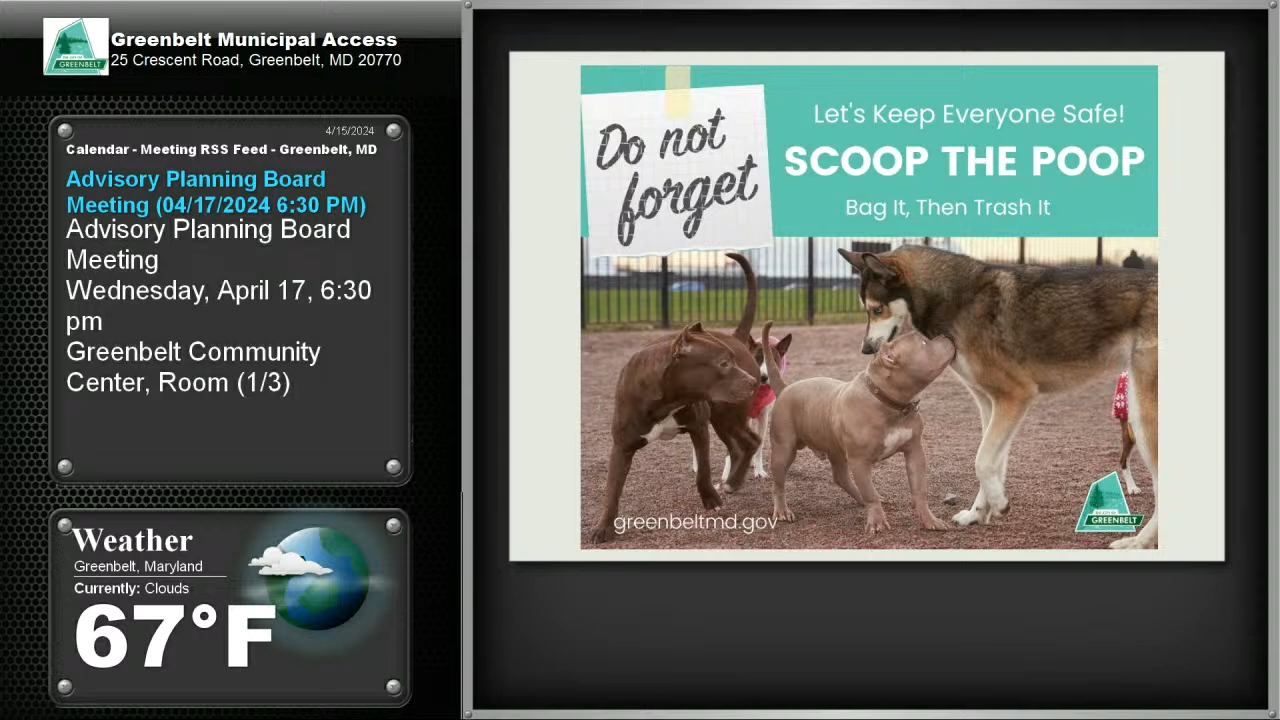 Greenbelt Municipal Access
25 Crescent Road, Greenbelt, MD 20770
4/15/2024
Calendar - Meeting RSS Feed - Greenbelt, MD
Advisory Planning Board
Meeting (04/17/2024 6:30 PM)
Advisory Planning Board
Meeting
Wednesday, April 17, 6:30
pm
Greenbelt Community
Center, Room (1/3)
Weather
Greenbelt, Maryland
Currently: Clouds
67°F
Do not
forget
Let's Keep Everyone Safe!
SCOOP THE POOP
Bag It, Then Trash It
greenbeltmd.gov
GREENBELT
GREENBELT